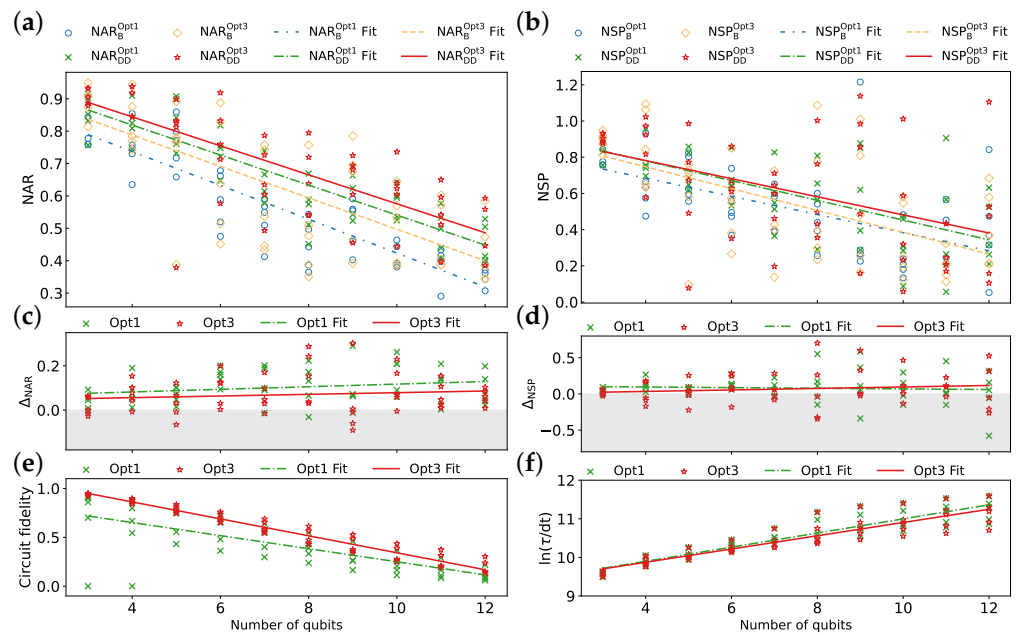 (a)
NAR_B^Opt1 NAR_B^Opt3 NAR_B^Opt1 Fit NAR_B^Opt3 Fit
NAR_DD^Opt1 NAR_DD^Opt3 NAR_DD^Opt1 Fit NAR_DD^Opt3 Fit
NAR
0.9
0.8
0.7
0.6
0.5
0.4
0.3
(b)
NSP_B^Opt1 NSP_B^Opt3 NSP_B^Opt1 Fit NSP_B^Opt3 Fit
NSP_DD^Opt1 NSP_DD^Opt3 NSP_DD^Opt1 Fit NSP_DD^Opt3 Fit
NSP
1.2
1.0
0.8
0.6
0.4
0.2
0.0
(c)
Opt1 Opt3 Opt1 Fit Opt3 Fit
Δ_NAR
0.2
0.0
(d)
Opt1 Opt3 Opt1 Fit Opt3 Fit
Δ_NSP
0.5
0.0
−0.5
(e)
Opt1 Opt3 Opt1 Fit Opt3 Fit
Circuit fidelity
1.0
0.5
0.0
4 6 8 10 12
Number of qubits
(f)
Opt1 Opt3 Opt1 Fit Opt3 Fit
ln(τ/dt)
12
11
10
9
4 6 8 10 12
Number of qubits